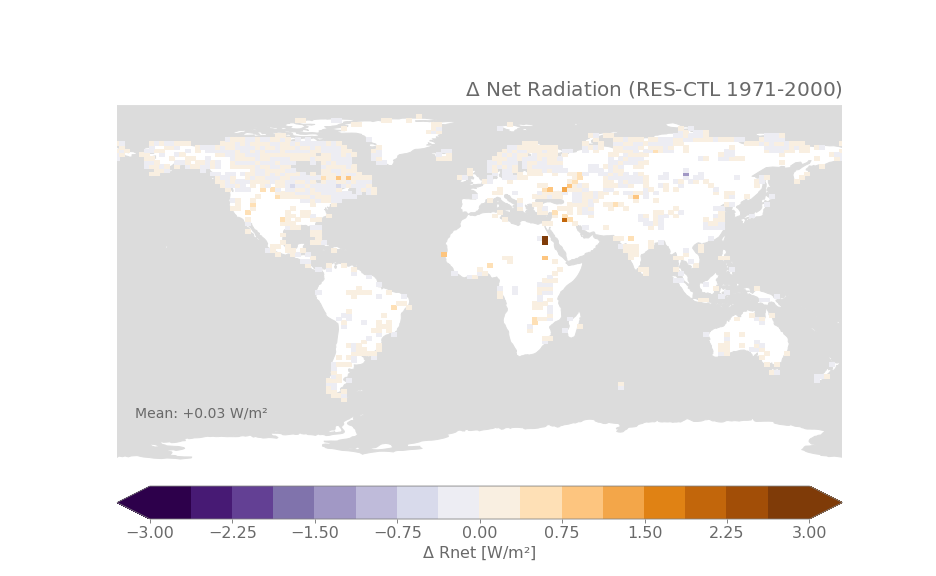 Δ Net Radiation (RES-CTL 1971-2000)
Mean: +0.03 W/m²
−3.00 −2.25 −1.50 −0.75 0.00 0.75 1.50 2.25 3.00
Δ Rnet [W/m²]